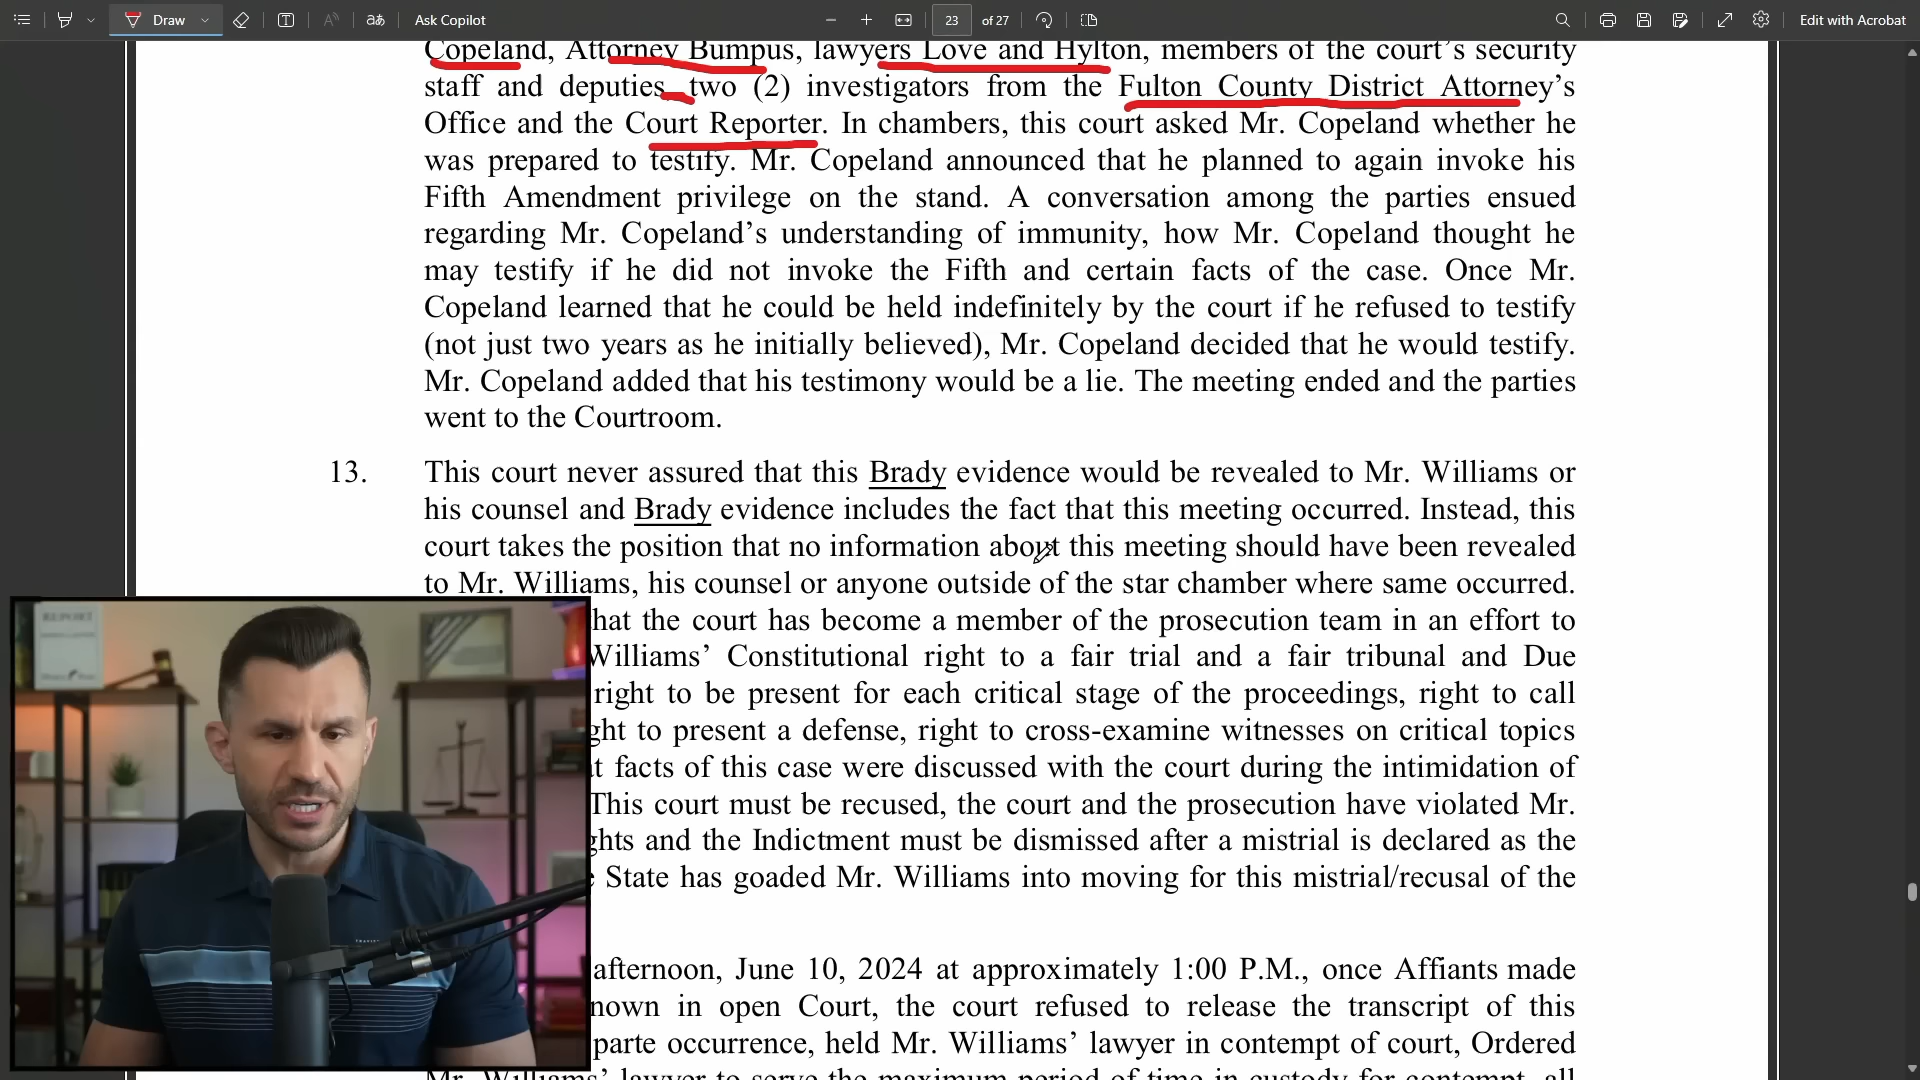 Draw
Ask Copilot
23 of 27
Edit with Acrobat
Copeland, Attorney Bumpus, lawyers Love and Hylton, members of the court's security
staff and deputies, two (2) investigators from the Fulton County District Attorney's
Office and the Court Reporter. In chambers, this court asked Mr. Copeland whether he
was prepared to testify. Mr. Copeland announced that he planned to again invoke his
Fifth Amendment privilege on the stand. A conversation among the parties ensued
regarding Mr. Copeland's understanding of immunity, how Mr. Copeland thought he
may testify if he did not invoke the Fifth and certain facts of the case. Once Mr.
Copeland learned that he could be held indefinitely by the court if he refused to testify
(not just two years as he initially believed), Mr. Copeland decided that he would testify.
Mr. Copeland added that his testimony would be a lie. The meeting ended and the parties
went to the Courtroom.
13. This court never assured that this Brady evidence would be revealed to Mr. Williams or
his counsel and Brady evidence includes the fact that this meeting occurred. Instead, this
court takes the position that no information about this meeting should have been revealed
to Mr. Williams, his counsel or anyone outside of the star chamber where same occurred.
hat the court has become a member of the prosecution team in an effort to
Williams' Constitutional right to a fair trial and a fair tribunal and Due
right to be present for each critical stage of the proceedings, right to call
ght to present a defense, right to cross-examine witnesses on critical topics
t facts of this case were discussed with the court during the intimidation of
This court must be recused, the court and the prosecution have violated Mr.
ghts and the Indictment must be dismissed after a mistrial is declared as the
State has goaded Mr. Williams into moving for this mistrial/recusal of the
afternoon, June 10, 2024 at approximately 1:00 P.M., once Affiants made
nown in open Court, the court refused to release the transcript of this
parte occurrence, held Mr. Williams' lawyer in contempt of court, Ordered
Mr. Williams' lawyer to serve the maximum period of time in custody for contempt, all